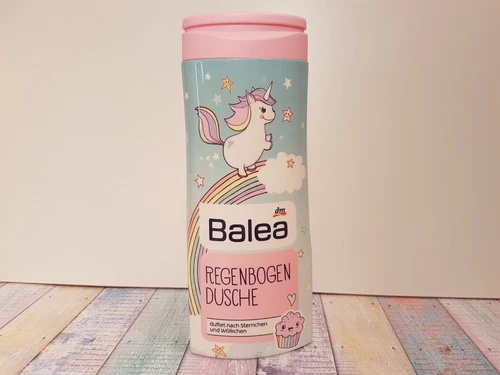 dm
Balea
REGENBOGEN
DUSCHE
duftet nach Sternchen
und Wölkchen